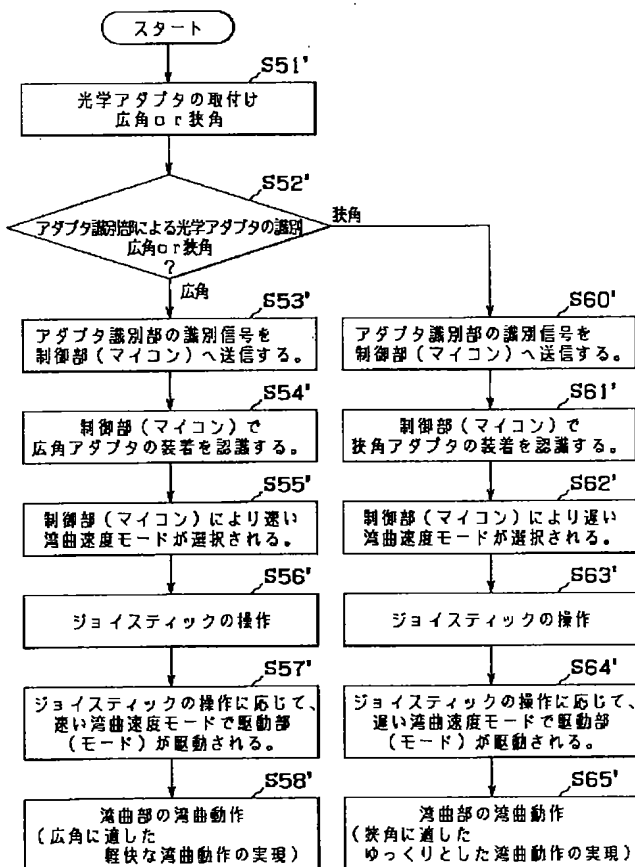 スタート
S51'
光学アダプタの取付け
広角or狭角
S52'
アダプタ識別部による光学アダプタの識別
広角or狭角
?
狭角
広角
S53'
アダプタ識別部の識別信号を
制御部(マイコン)へ送信する。
S54'
制御部(マイコン)で
広角アダプタの装着を認識する。
S55'
制御部(マイコン)により速い
湾曲速度モードが選択される。
S56'
ジョイスティックの操作
S57'
ジョイスティックの操作に応じて、
速い湾曲速度モードで駆動部
(モード)が駆動される。
S58'
湾曲部の湾曲動作
(広角に適した
軽快な湾曲動作の実現)
S60'
アダプタ識別部の識別信号を
制御部(マイコン)へ送信する。
S61'
制御部(マイコン)で
狭角アダプタの装着を認識する。
S62'
制御部(マイコン)により遅い
湾曲速度モードが選択される。
S63'
ジョイスティックの操作
S64'
ジョイスティックの操作に応じて、
遅い湾曲速度モードで駆動部
(モード)が駆動される。
S65'
湾曲部の湾曲動作
(狭角に適した
ゆっくりとした湾曲動作の実現)